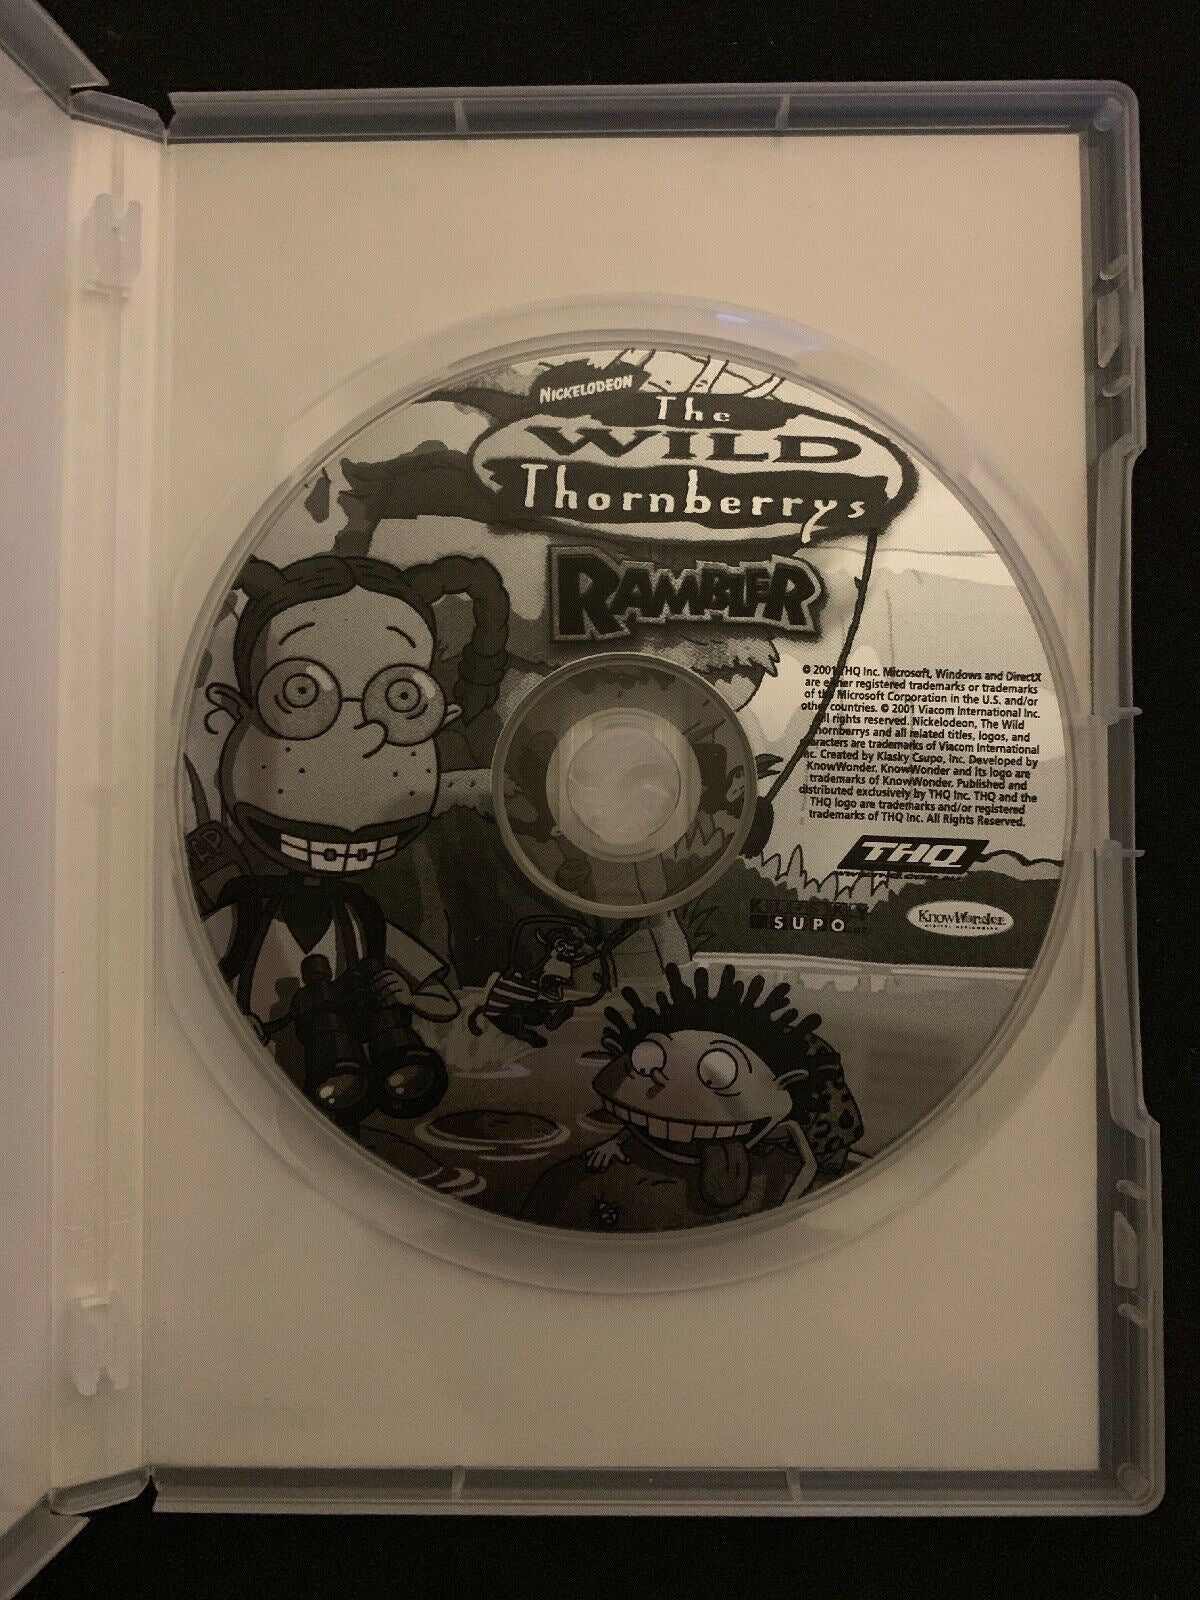 NICKELODEON
The
WILD
Thornberrys
RAMBLER
© 2001 THQ Inc. Microsoft, Windows and DirectX
are either registered trademarks or trademarks
of the Microsoft Corporation in the U.S. and/or
other countries. © 2001 Viacom International Inc.
All rights reserved. Nickelodeon, The Wild
Thornberrys and all related titles, logos, and
characters are trademarks of Viacom International
Inc. Created by Klasky Csupo, Inc. Developed by
KnowWonder. KnowWonder and its logo are
trademarks of KnowWonder. Published and
distributed exclusively by THQ Inc. THQ and the
THQ logo are trademarks and/or registered
trademarks of THQ Inc. All Rights Reserved.
THQ
SUPO
KnowWonder
DIGITAL MEDIAWORKS